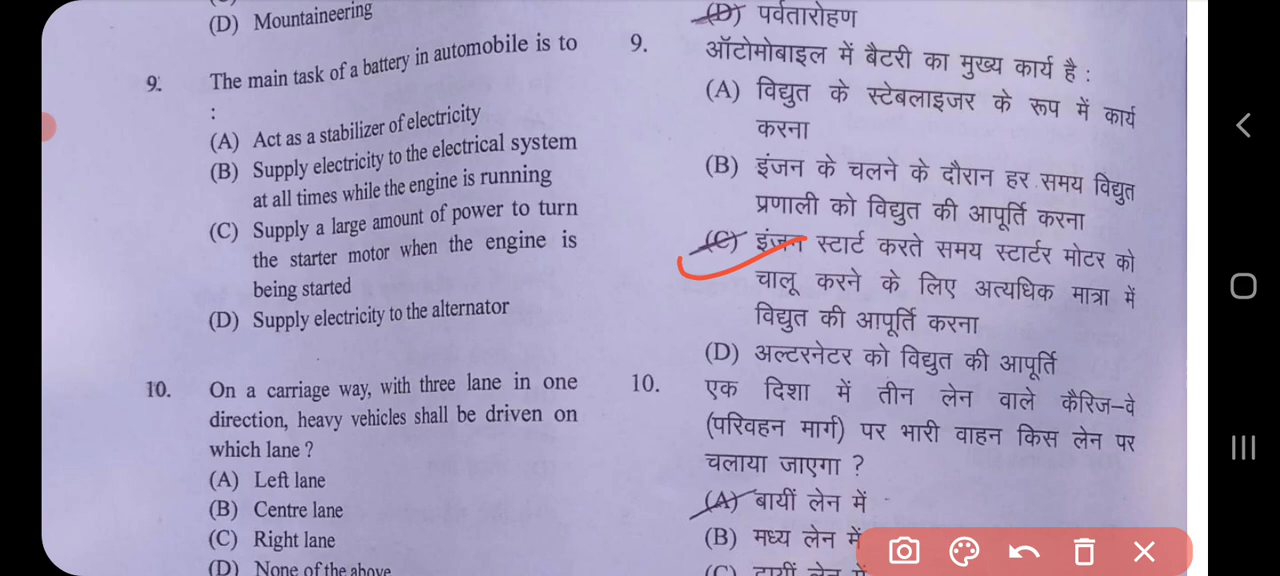 (D) Mountaineering
9. The main task of a battery in automobile is to
:
(A) Act as a stabilizer of electricity
(B) Supply electricity to the electrical system
at all times while the engine is running
(C) Supply a large amount of power to turn
the starter motor when the engine is
being started
(D) Supply electricity to the alternator
10. On a carriage way, with three lane in one
direction, heavy vehicles shall be driven on
which lane ?
(A) Left lane
(B) Centre lane
(C) Right lane
(D) None of the above
(D) पर्वतारोहण
9. ऑटोमोबाइल में बैटरी का मुख्य कार्य है :
(A) विद्युत के स्टेबलाइजर के रूप में कार्य
करना
(B) इंजन के चलने के दौरान हर समय विद्युत
प्रणाली को विद्युत की आपूर्ति करना
(C) इंजन स्टार्ट करते समय स्टार्टर मोटर को
चालू करने के लिए अत्यधिक मात्रा में
विद्युत की आपूर्ति करना
(D) अल्टरनेटर को विद्युत की आपूर्ति
10. एक दिशा में तीन लेन वाले कैरिज-वे
(परिवहन मार्ग) पर भारी वाहन किस लेन पर
चलाया जाएगा ?
(A) बायीं लेन में
(B) मध्य लेन में
(C) दायीं लेन में